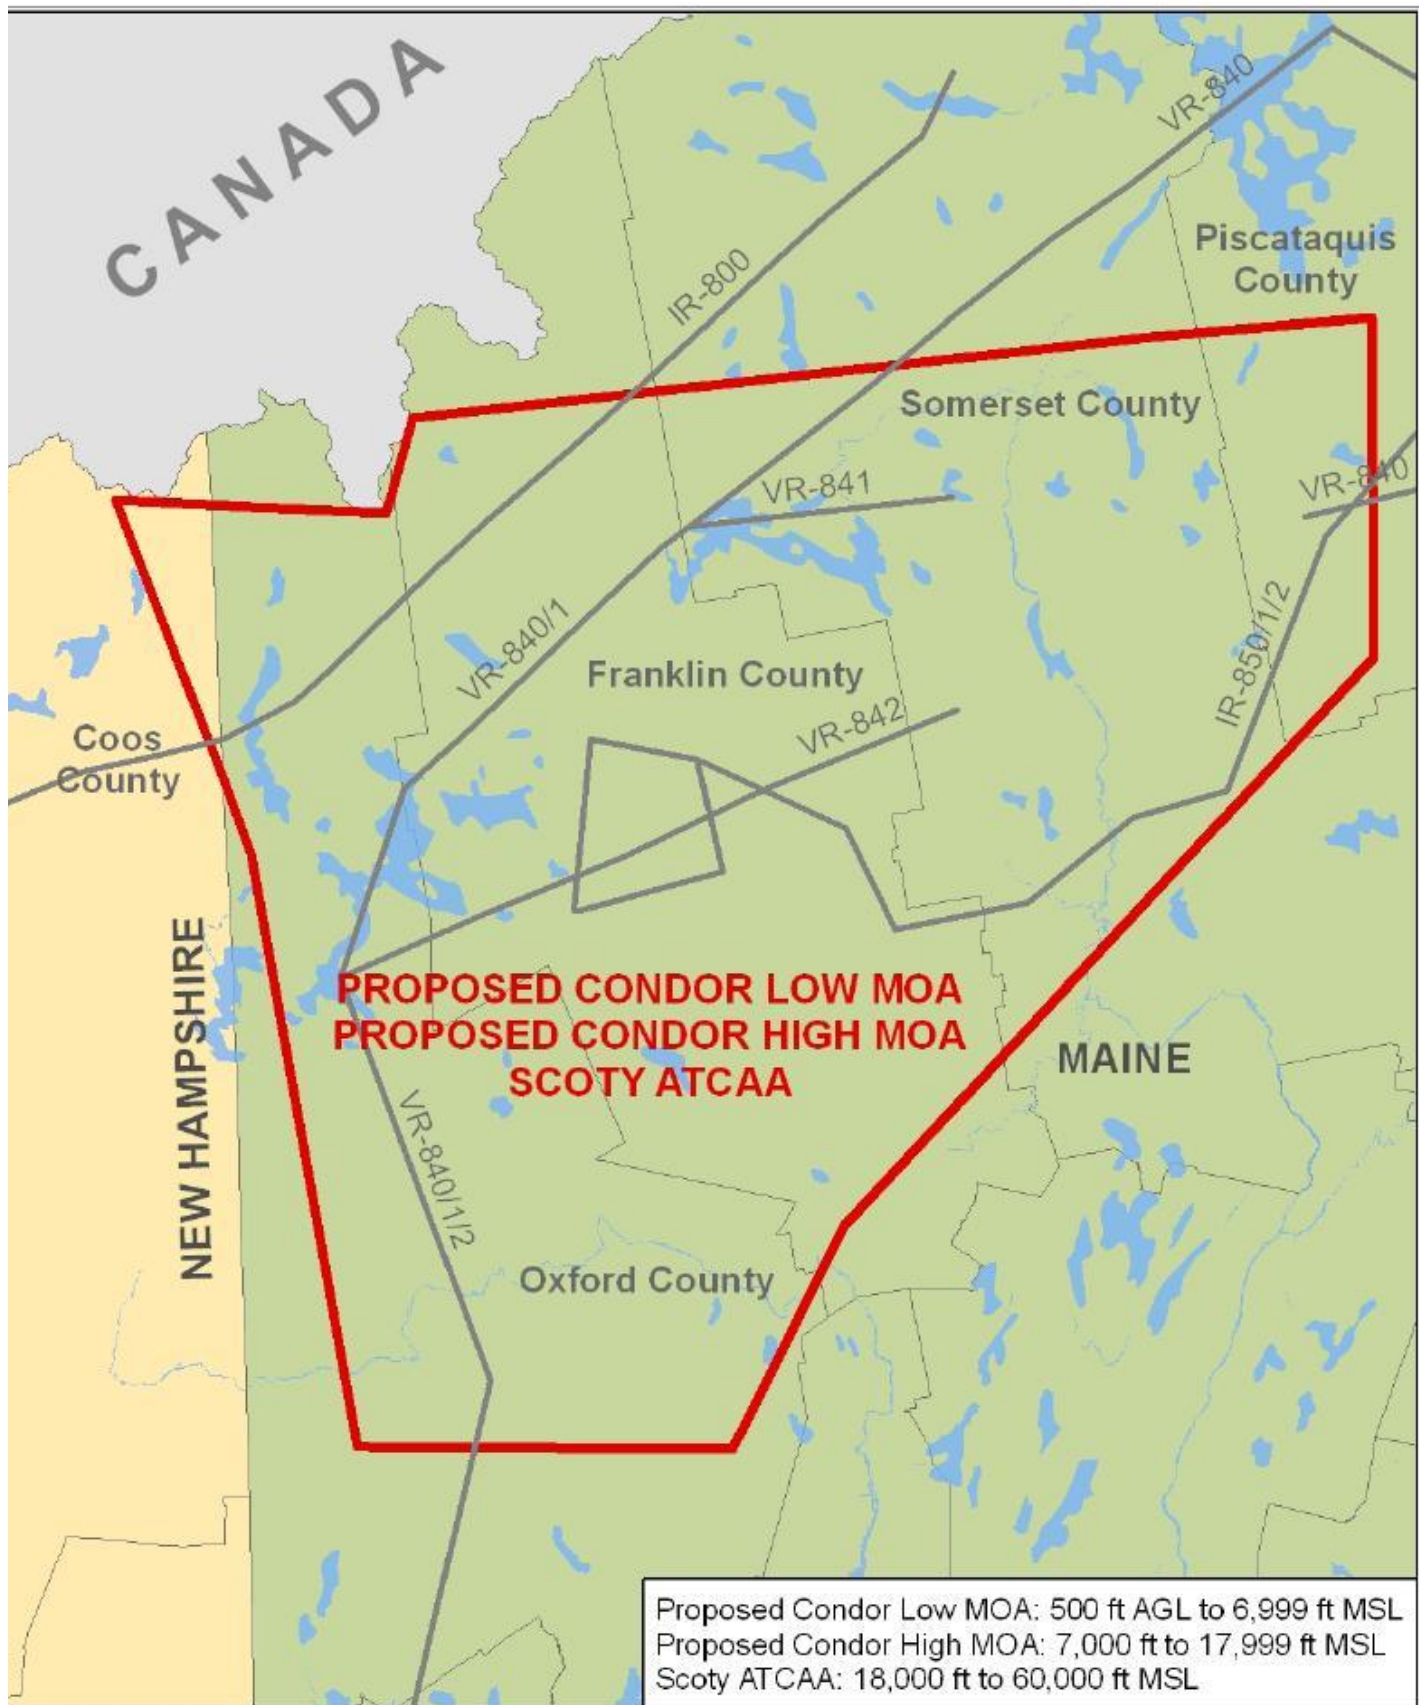 CANADA
VR-840
Piscataquis
County
IR-800
Somerset County
VR-841
VR-840
VR-840/1
IR-850/1/2
Franklin County
VR-842
Coos
County
NEW HAMPSHIRE
PROPOSED CONDOR LOW MOA
PROPOSED CONDOR HIGH MOA
SCOTY ATCAA
MAINE
VR-840/1/2
Oxford County
Proposed Condor Low MOA: 500 ft AGL to 6,999 ft MSL
Proposed Condor High MOA: 7,000 ft to 17,999 ft MSL
Scoty ATCAA: 18,000 ft to 60,000 ft MSL